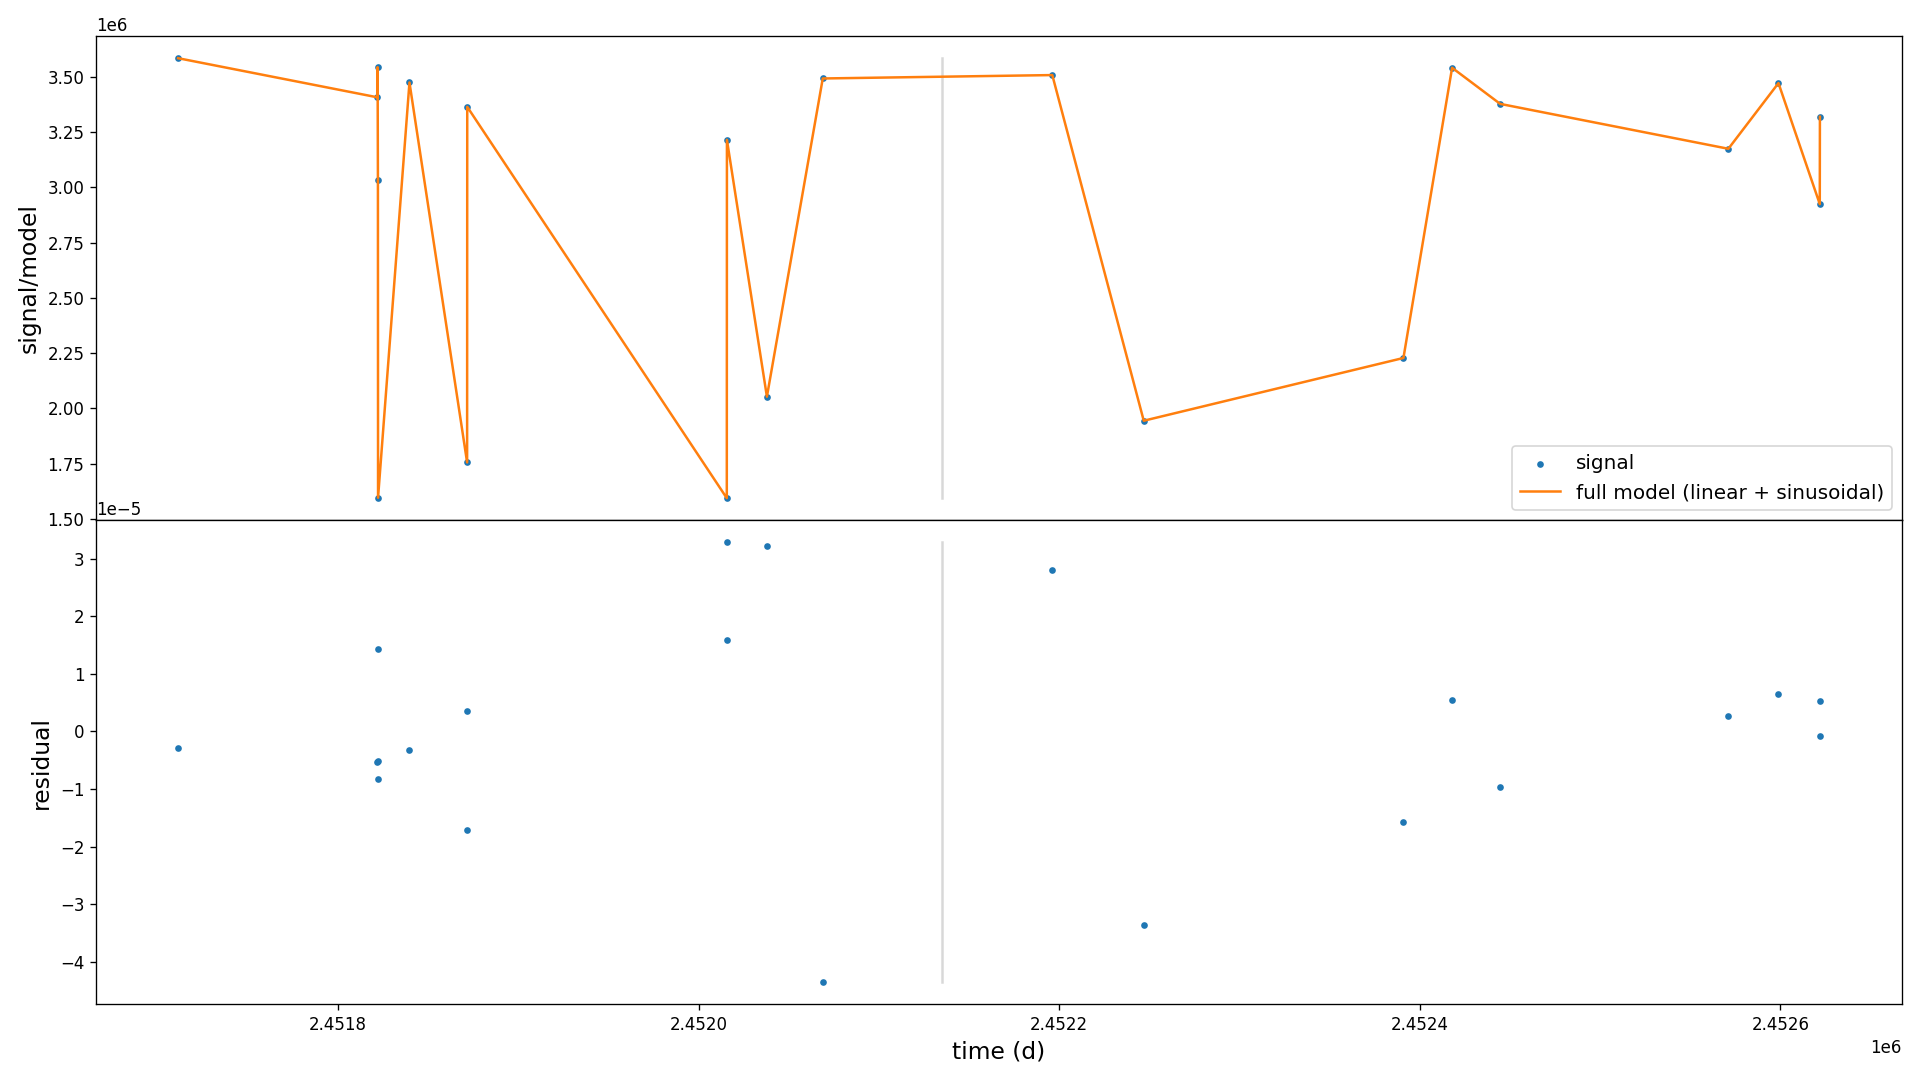 1e6
3.50
3.25
3.00
2.75
2.50
2.25
2.00
1.75
1.50
signal/model
signal
full model (linear + sinusoidal)
1e−5
3
2
1
0
−1
−2
−3
−4
residual
2.4518
2.4520
2.4522
2.4524
2.4526
time (d)
1e6